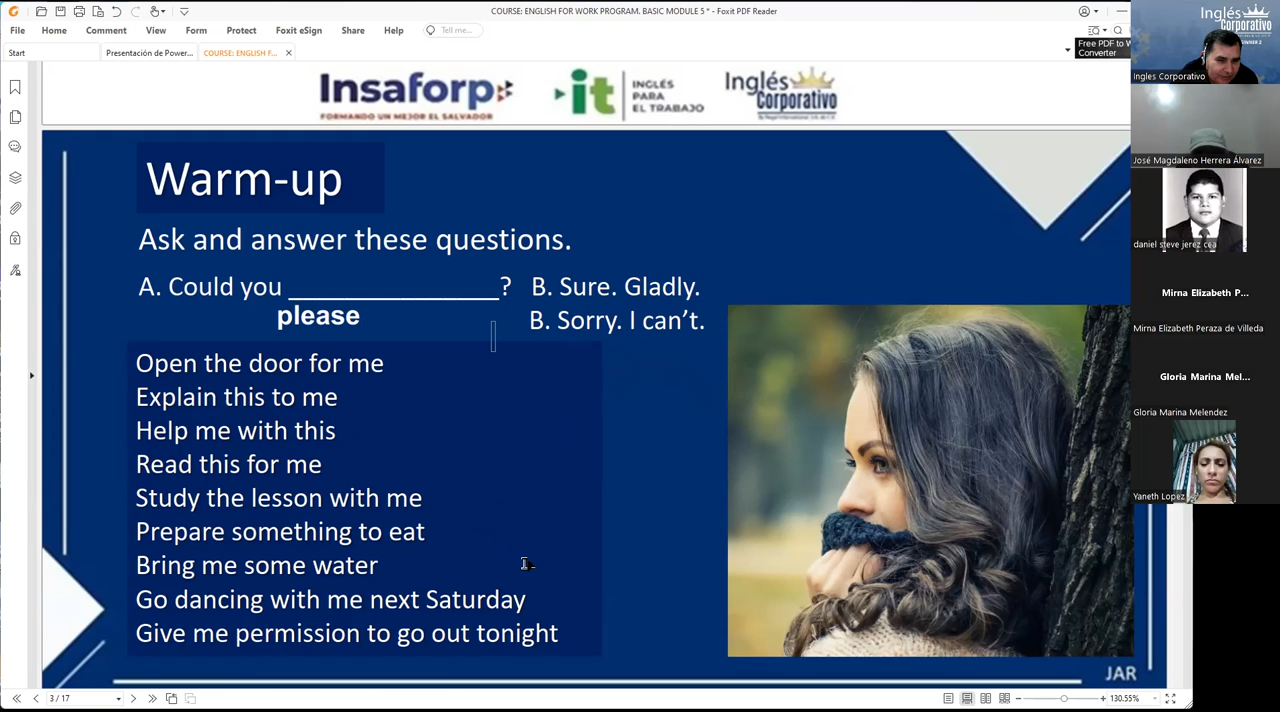 COURSE: ENGLISH FOR WORK PROGRAM. BASIC MODULE 5 * - Foxit PDF Reader
File Home Comment View Form Protect Foxit eSign Share Help Tell me...
Start Presentación de Power... COURSE: ENGLISH F...
Free PDF to W
Converter
Insaforp
FORMANDO UN MEJOR EL SALVADOR
it
INGLÉS
PARA
EL TRABAJO
Inglés
Corporativo
Warm-up
Ask and answer these questions.
A. Could you _______________? B. Sure. Gladly.
please
B. Sorry. I can't.
Open the door for me
Explain this to me
Help me with this
Read this for me
Study the lesson with me
Prepare something to eat
Bring me some water
Go dancing with me next Saturday
Give me permission to go out tonight
JAR
3 / 17
130.55%
Inglés
Corporativo
Ingles Corporativo
José Magdaleno Herrera Álvarez
daniel steve jerez cea
Mirna Elizabeth P...
Mirna Elizabeth Peraza de Villeda
Gloria Marina Mel...
Gloria Marina Melendez
Yaneth Lopez